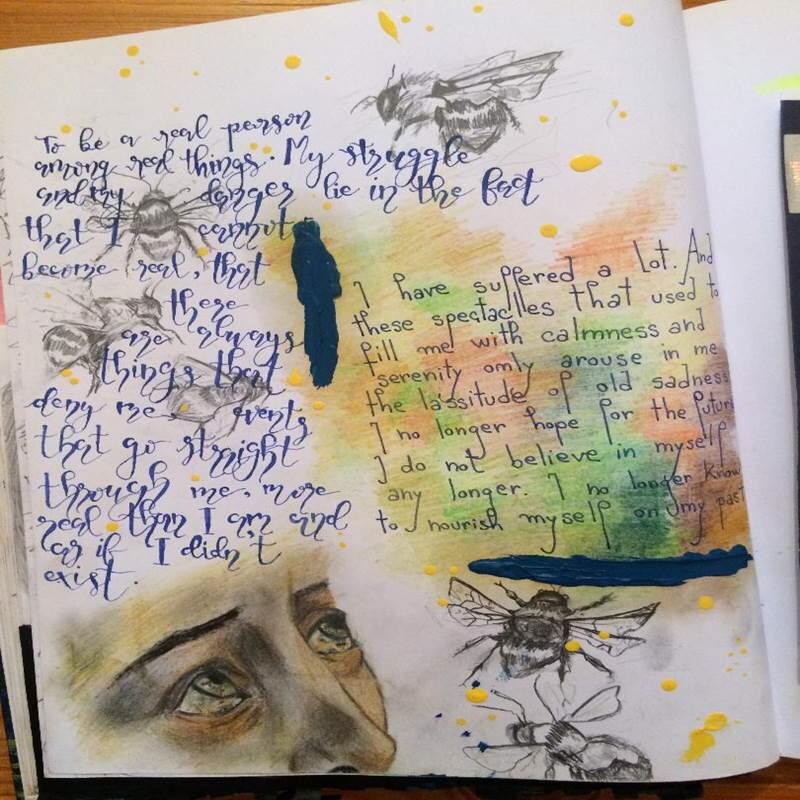 To be a real person
among real things. My struggle
and my danger lie in the fact
that I cannot
become real, that
there
are always
things that
deny me, events
that go straight
through me, more
real than I am and
as if I didn't
exist.
I have suffered a lot. And
these spectaclles that used to
fill me with calmness and
serenity only arouse in me
the lassitude of old sadness
I no longer hope for the future
I do not believe in myself
any longer. I no longer know
to nourish myself on my past